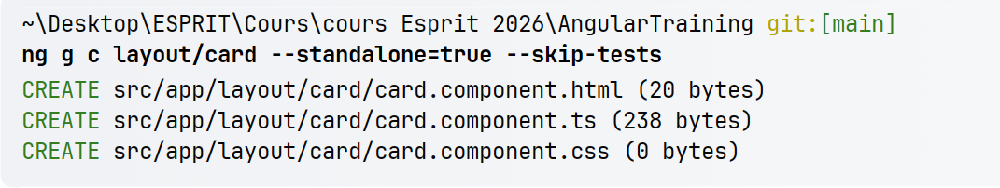 ~\Desktop\ESPRIT\Cours\cours Esprit 2026\AngularTraining git:[main]
ng g c layout/card --standalone=true --skip-tests
CREATE src/app/layout/card/card.component.html (20 bytes)
CREATE src/app/layout/card/card.component.ts (238 bytes)
CREATE src/app/layout/card/card.component.css (0 bytes)